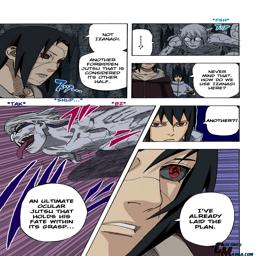 NOT
IZANAGI.
ANOTHER
FORBIDDEN
JUTSU THAT
IS
CONSIDERED
ITS OTHER
HALF.
*FSH*
...
NEVER
MIND THAT.
HOW DO WE
USE IZANAGI
HERE?
*SHUP...*
*TAK*
*BZ*
ANOTHER?!
AN ULTIMATE
OCULAR
JUTSU THAT
HOLDS HIS
FATE WITHIN
ITS GRASP...
I'VE
ALREADY
LAID
THE PLAN.